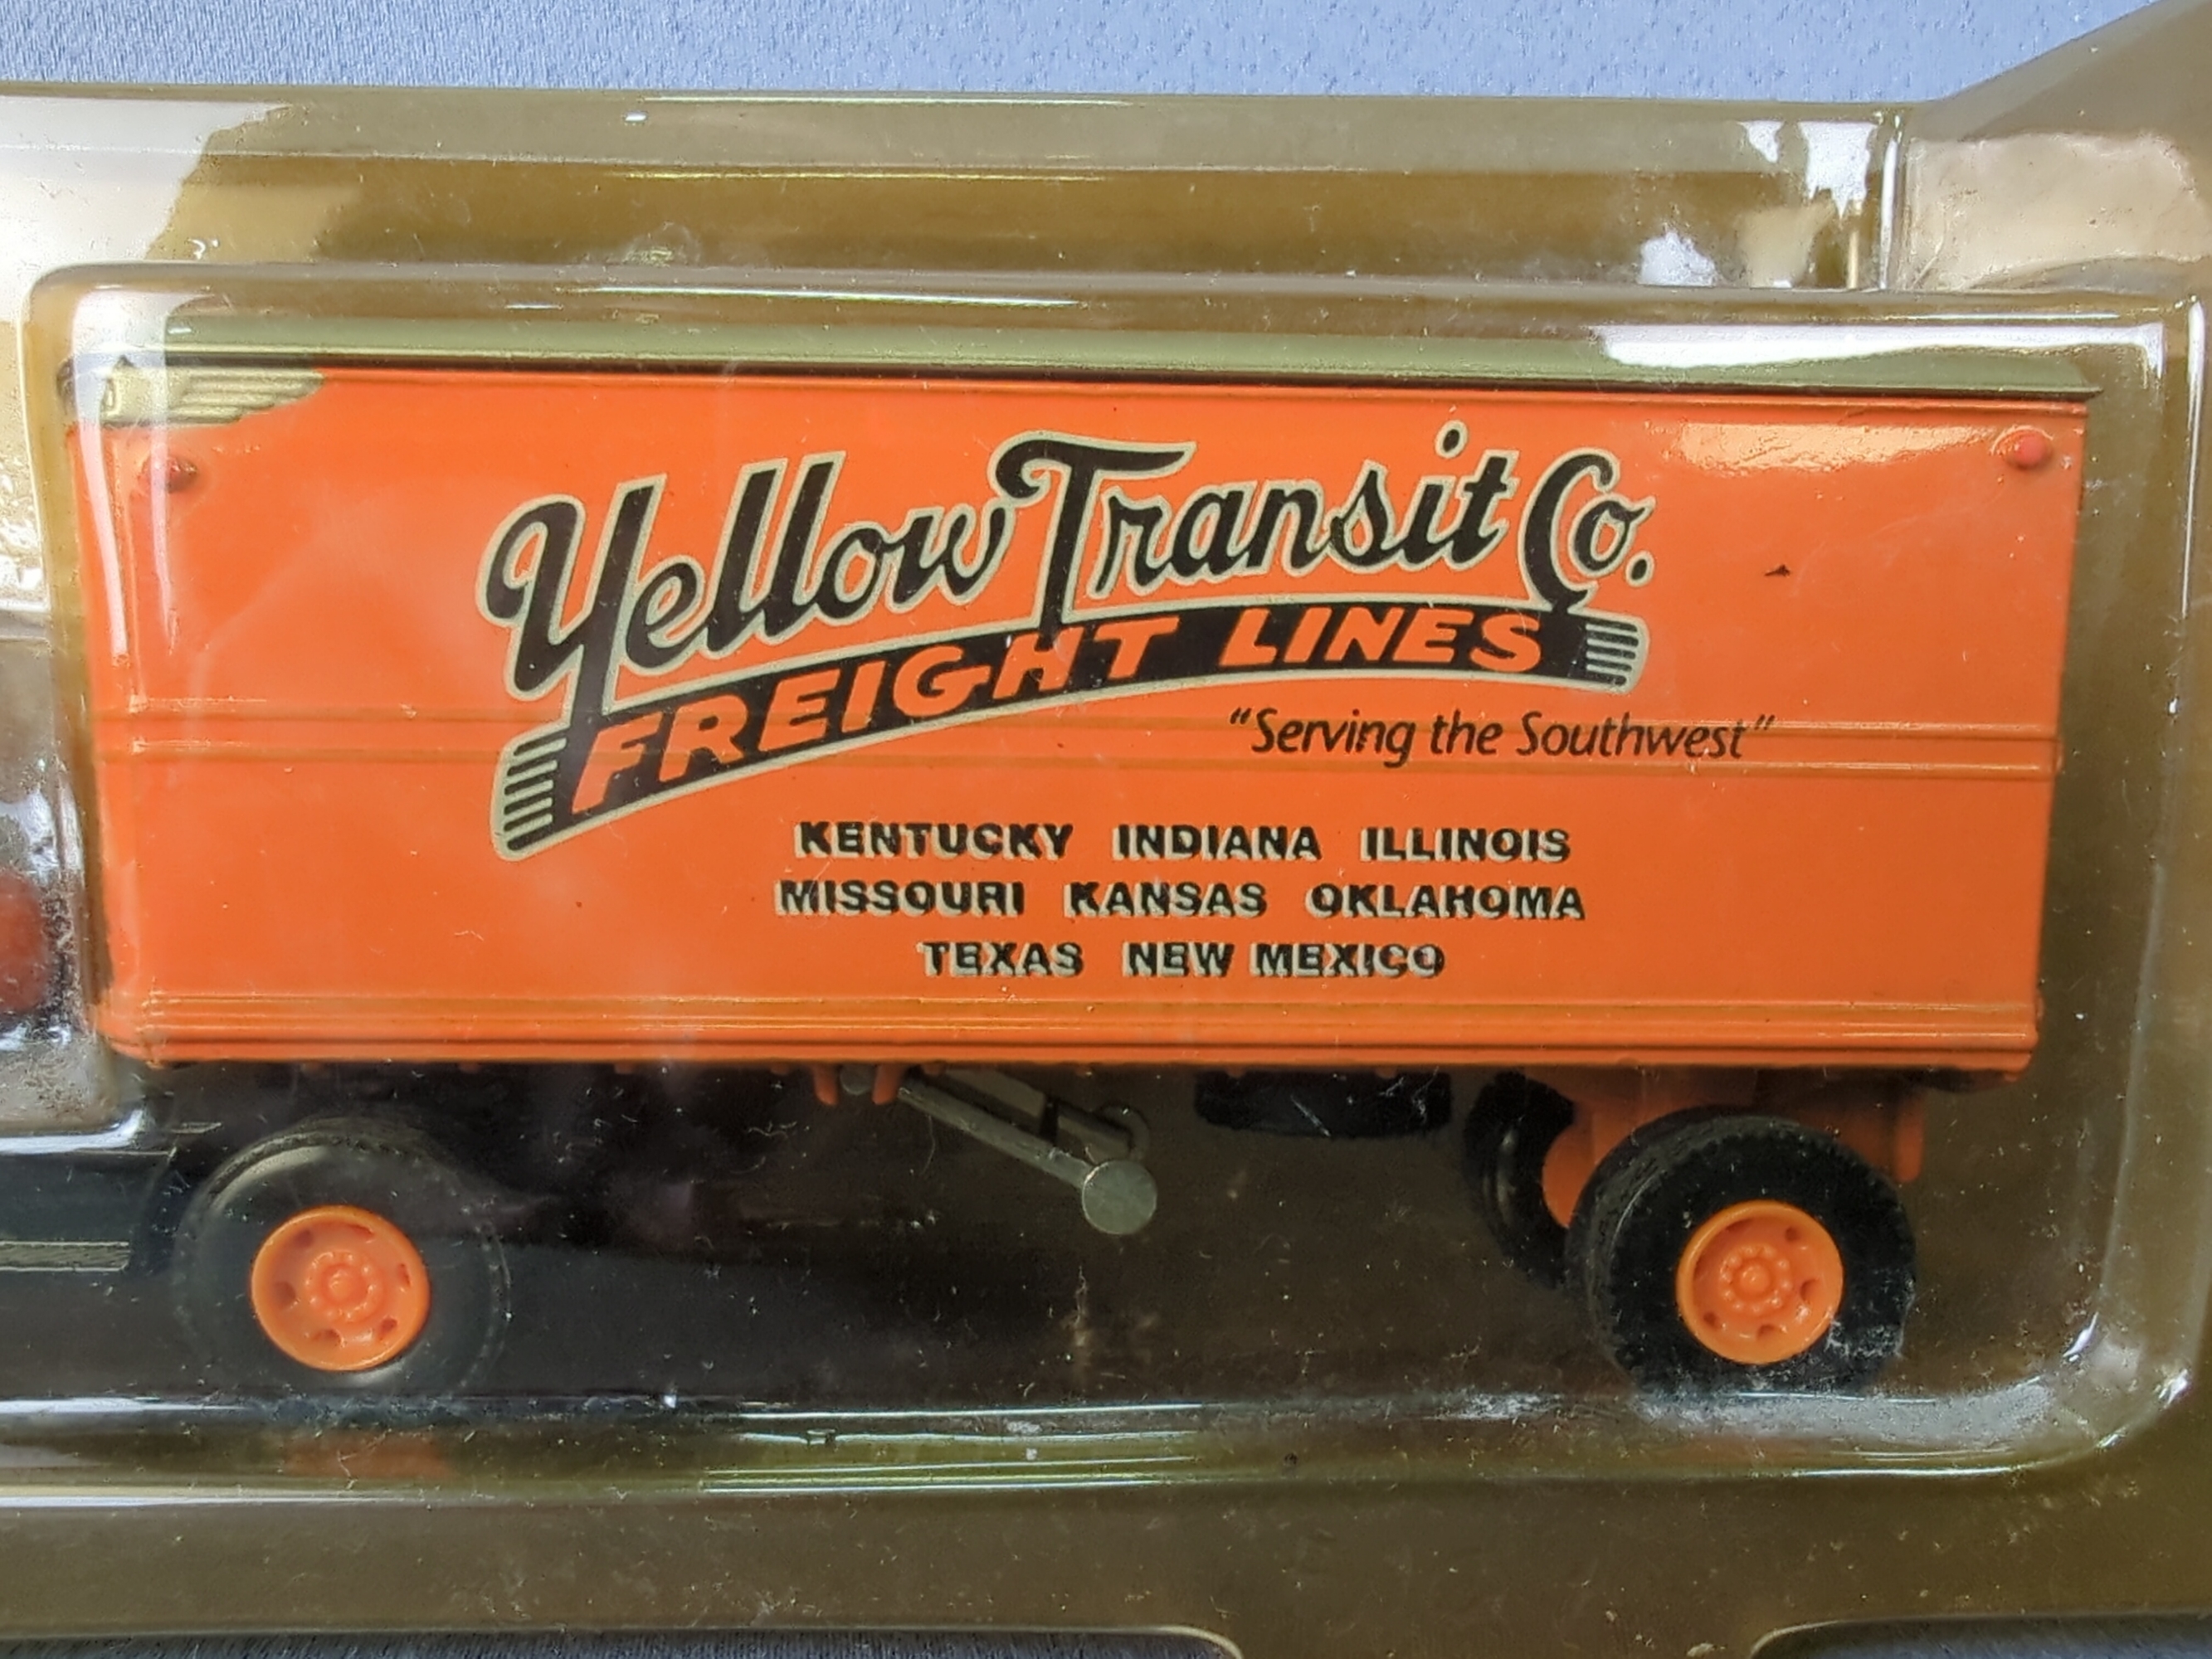 Yellow Transit Co.
FREIGHT LINES
"Serving the Southwest"
KENTUCKY INDIANA ILLINOIS
MISSOURI KANSAS OKLAHOMA
TEXAS NEW MEXICO